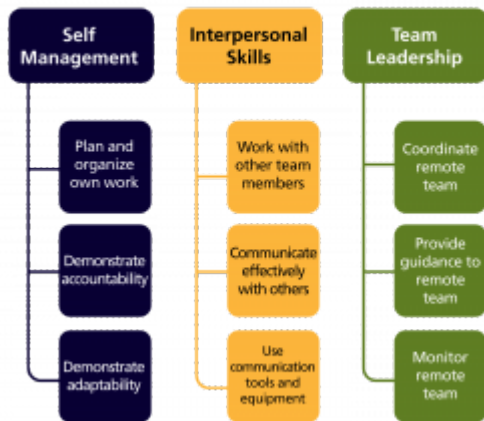 Self
Management
Plan and
organize
own work
Demonstrate
accountability
Demonstrate
adaptability
Interpersonal
Skills
Work with
other team
members
Communicate
effectively
with others
Use
communication
tools and
equipment
Team
Leadership
Coordinate
remote
team
Provide
guidance to
remote
team
Monitor
remote
team